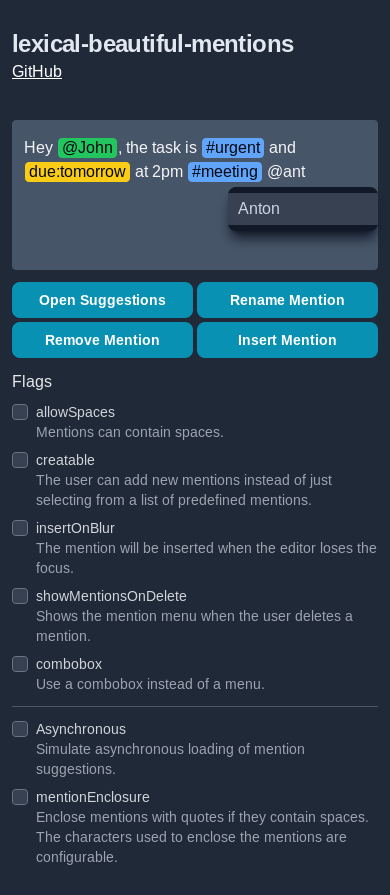 lexical-beautiful-mentions
GitHub
Hey @John, the task is #urgent and
due:tomorrow at 2pm #meeting @ant
Anton
Open Suggestions Rename Mention
Remove Mention Insert Mention
Flags
allowSpaces
Mentions can contain spaces.
creatable
The user can add new mentions instead of just
selecting from a list of predefined mentions.
insertOnBlur
The mention will be inserted when the editor loses the
focus.
showMentionsOnDelete
Shows the mention menu when the user deletes a
mention.
combobox
Use a combobox instead of a menu.
Asynchronous
Simulate asynchronous loading of mention
suggestions.
mentionEnclosure
Enclose mentions with quotes if they contain spaces.
The characters used to enclose the mentions are
configurable.